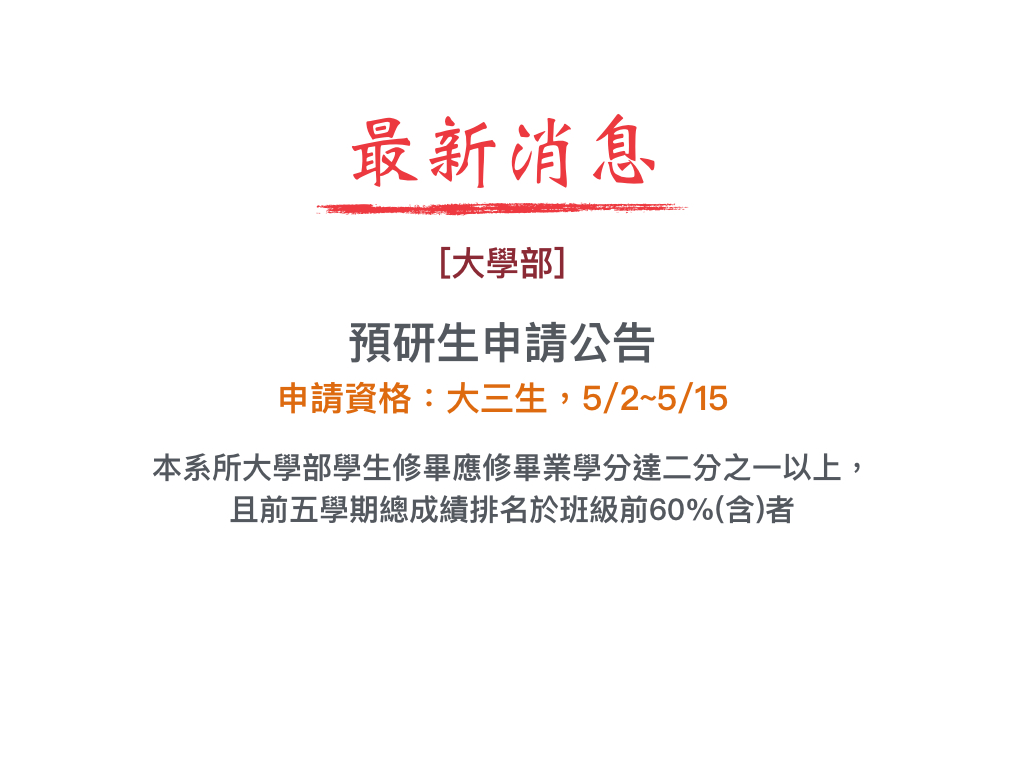 最新消息
[大學部]
預研生申請公告
申請資格：大三生，5/2~5/15
本系所大學部學生修畢應修畢業學分達二分之一以上，
且前五學期總成績排名於班級前60%(含)者